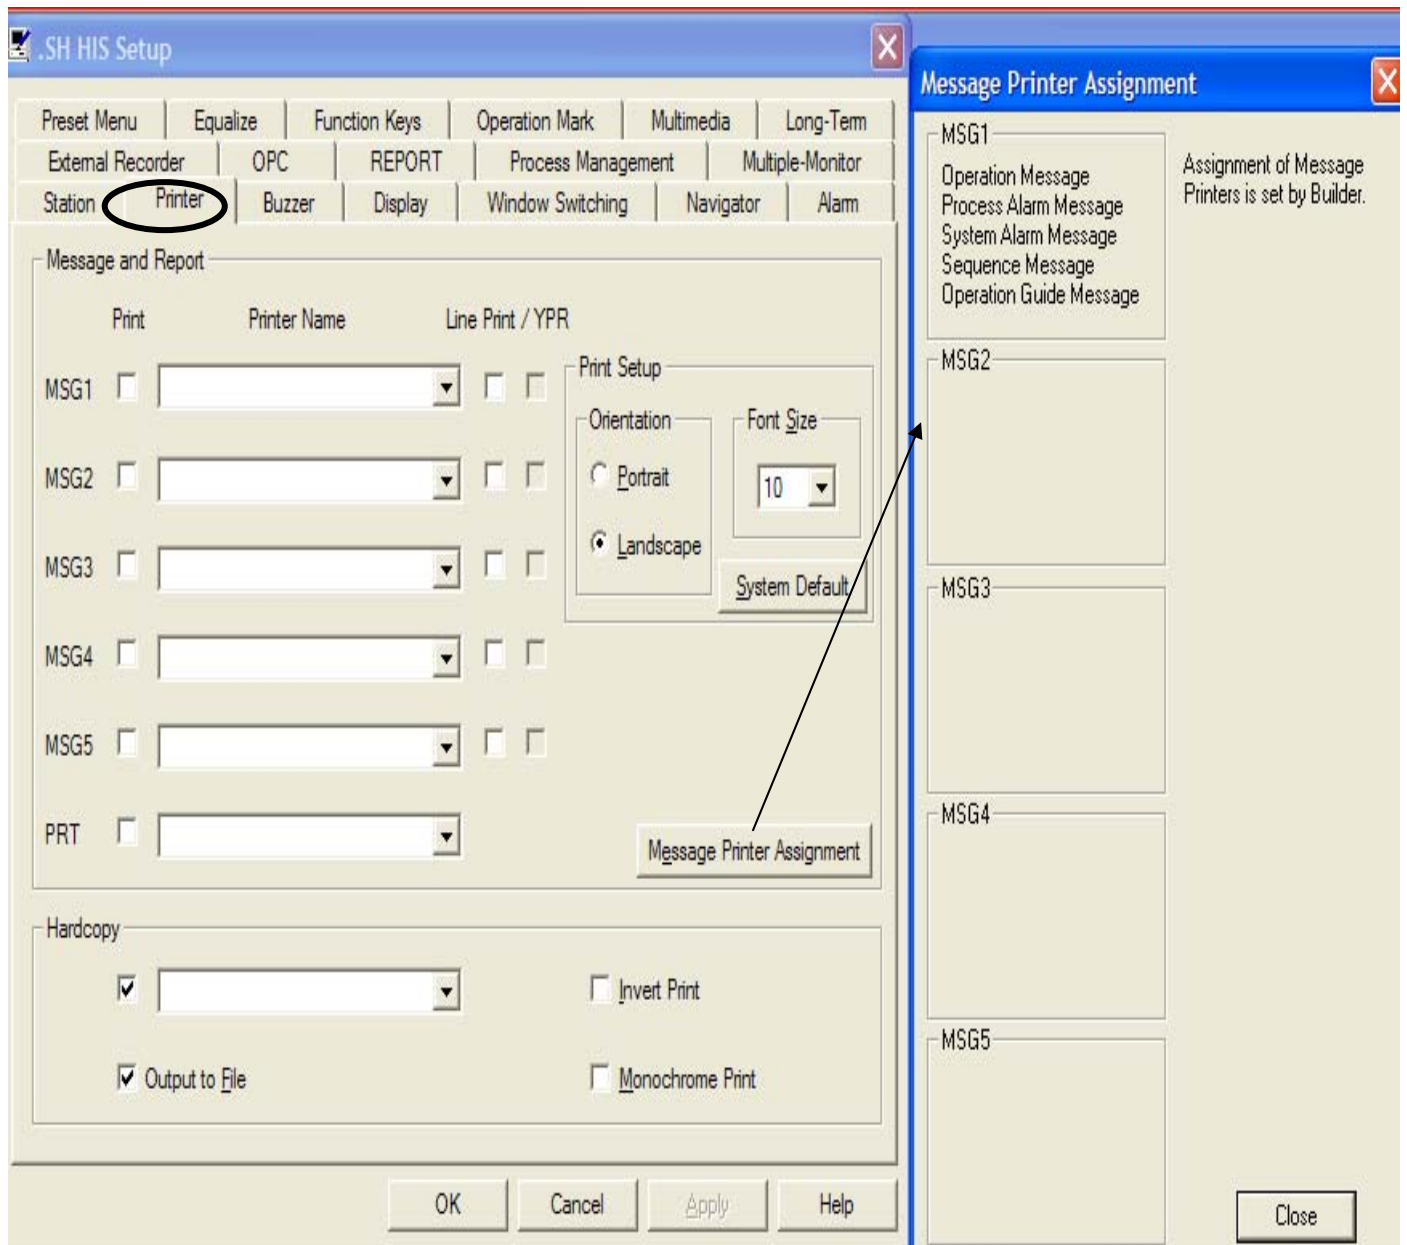 .SH HIS Setup
Preset Menu Equalize Function Keys Operation Mark Multimedia Long-Term
External Recorder OPC REPORT Process Management Multiple-Monitor
Station Printer Buzzer Display Window Switching Navigator Alarm
Message and Report
Print Printer Name Line Print / YPR
MSG1
MSG2
MSG3
MSG4
MSG5
PRT
Print Setup
Orientation
Portrait
Landscape
Font Size
10
System Default
Message Printer Assignment
Hardcopy
Invert Print
Output to File
Monochrome Print
OK Cancel Apply Help
Message Printer Assignment
MSG1
Operation Message
Process Alarm Message
System Alarm Message
Sequence Message
Operation Guide Message
Assignment of Message
Printers is set by Builder.
MSG2
MSG3
MSG4
MSG5
Close